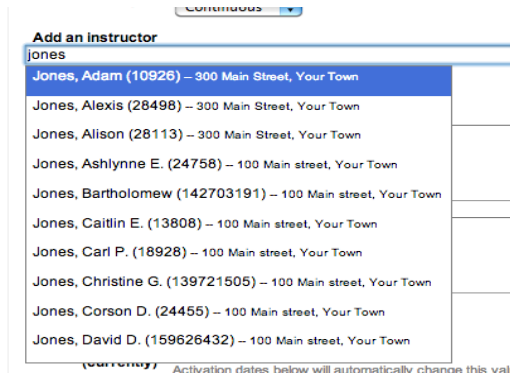 Continuous
Add an instructor
jones
Jones, Adam (10926) – 300 Main Street, Your Town
Jones, Alexis (28498) – 300 Main Street, Your Town
Jones, Alison (28113) – 300 Main Street, Your Town
Jones, Ashlynne E. (24758) – 100 Main street, Your Town
Jones, Bartholomew (142703191) – 100 Main street, Your Town
Jones, Caitlin E. (13808) – 100 Main street, Your Town
Jones, Carl P. (18928) – 100 Main street, Your Town
Jones, Christine G. (139721505) – 100 Main street, Your Town
Jones, Corson D. (24455) – 100 Main street, Your Town
Jones, David D. (159626432) – 100 Main street, Your Town
(currently) Activation dates below will automatically change this val